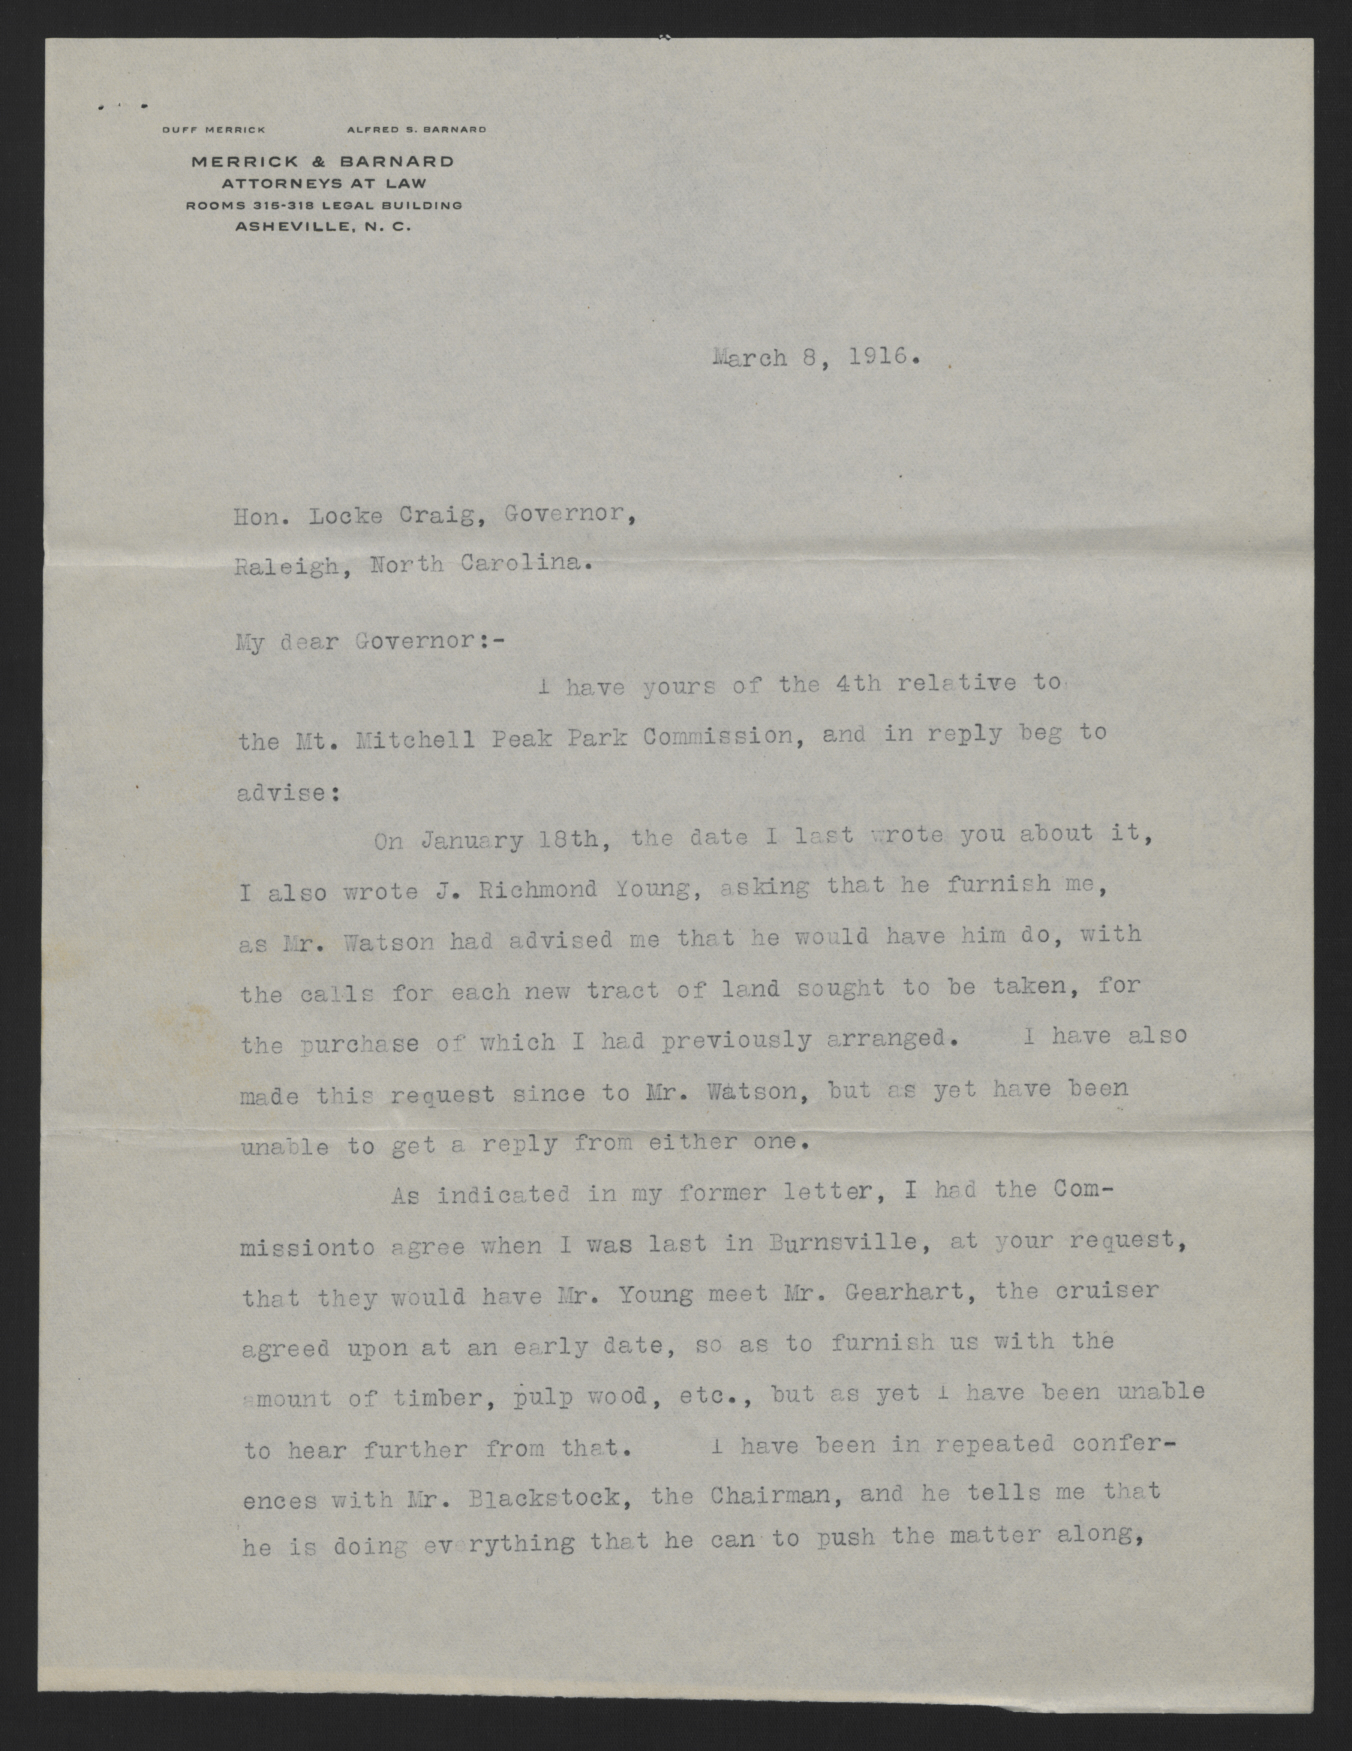 DUFF MERRICK ALFRED S. BARNARD
MERRICK & BARNARD
ATTORNEYS AT LAW
ROOMS 315-318 LEGAL BUILDING
ASHEVILLE, N. C.
March 8, 1916.
Hon. Locke Craig, Governor,
Raleigh, North Carolina.
My dear Governor:-
I have yours of the 4th relative to
the Mt. Mitchell Peak Park Commission, and in reply beg to
advise:
On January 18th, the date I last wrote you about it,
I also wrote J. Richmond Young, asking that he furnish me,
as Mr. Watson had advised me that he would have him do, with
the calls for each new tract of land sought to be taken, for
the purchase of which I had previously arranged. I have also
made this request since to Mr. Watson, but as yet have been
unable to get a reply from either one.
As indicated in my former letter, I had the Com-
missionto agree when I was last in Burnsville, at your request,
that they would have Mr. Young meet Mr. Gearhart, the cruiser
agreed upon at an early date, so as to furnish us with the
amount of timber, pulp wood, etc., but as yet I have been unable
to hear further from that. I have been in repeated confer-
ences with Mr. Blackstock, the Chairman, and he tells me that
he is doing everything that he can to push the matter along,